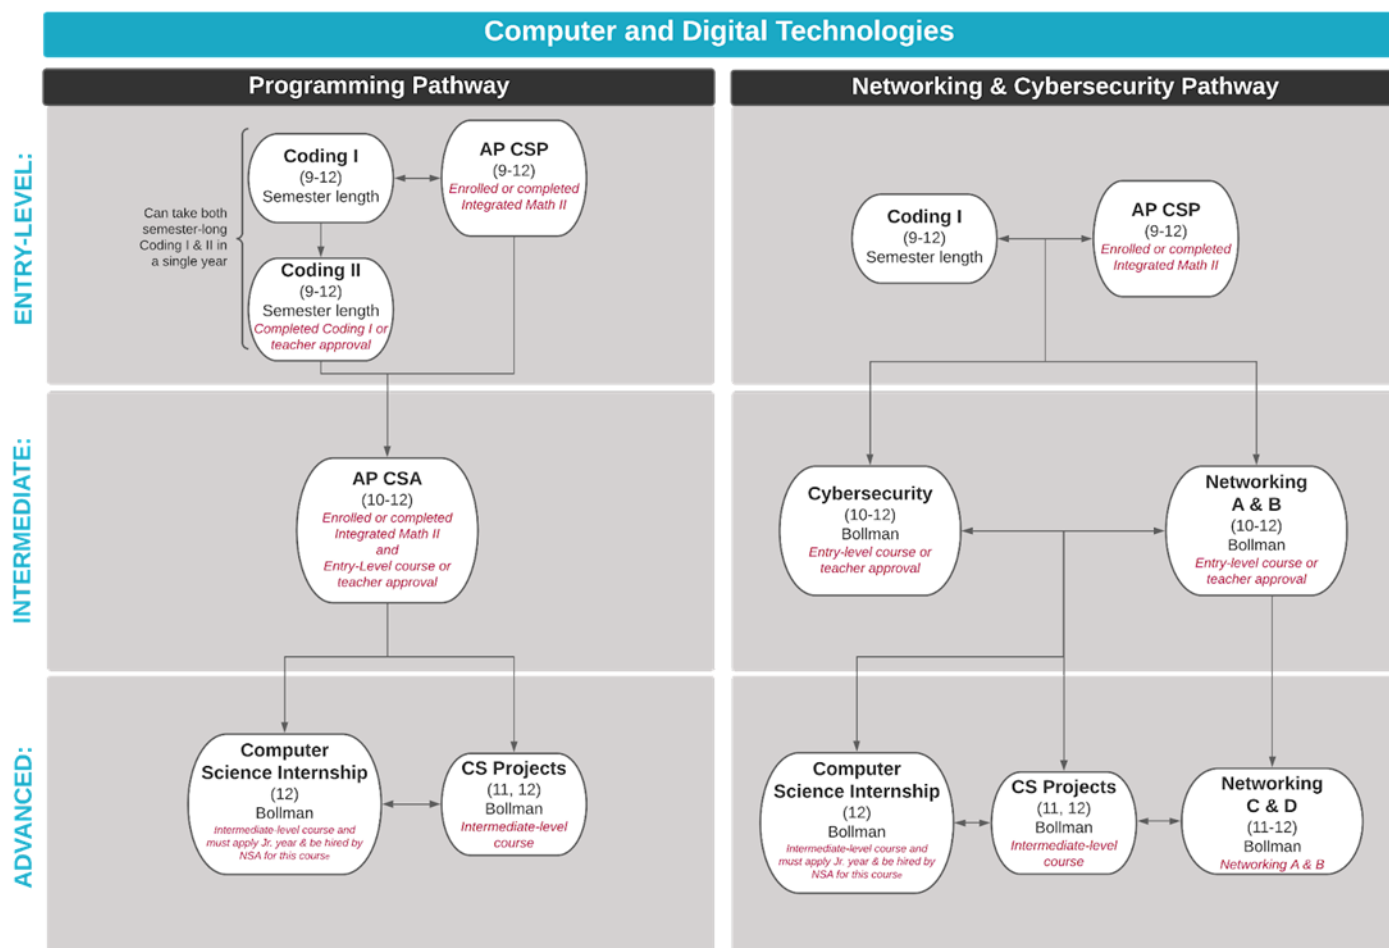 Computer and Digital Technologies
Programming Pathway
ENTRY-LEVEL:
Can take both
semester-long
Coding I & II in
a single year
Coding I
(9-12)
Semester length
AP CSP
(9-12)
Enrolled or completed
Integrated Math II
Coding II
(9-12)
Semester length
Completed Coding I or
teacher approval
INTERMEDIATE:
AP CSA
(10-12)
Enrolled or completed
Integrated Math II
and
Entry-Level course or
teacher approval
ADVANCED:
Computer
Science Internship
(12)
Bollman
Intermediate-level course and
must apply Jr. year & be hired by
NSA for this course
CS Projects
(11, 12)
Bollman
Intermediate-level
course
Networking & Cybersecurity Pathway
Coding I
(9-12)
Semester length
AP CSP
(9-12)
Enrolled or completed
Integrated Math II
Cybersecurity
(10-12)
Bollman
Entry-level course or
teacher approval
Networking
A & B
(10-12)
Bollman
Entry-level course or
teacher approval
Computer
Science Internship
(12)
Bollman
Intermediate-level course and
must apply Jr. year & be hired by
NSA for this course
CS Projects
(11, 12)
Bollman
Intermediate-level
course
Networking
C & D
(11-12)
Bollman
Networking A & B